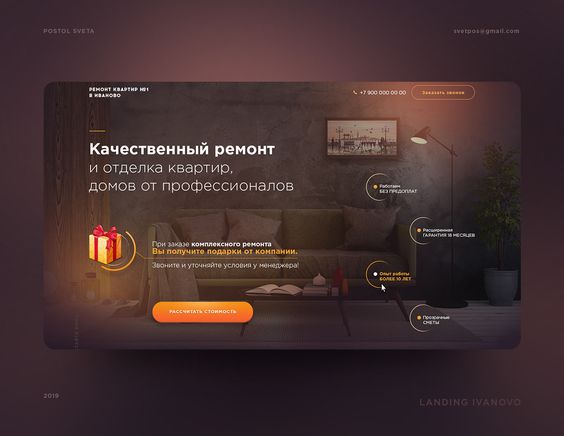 POSTOL SVETA
svetpos@gmail.com
РЕМОНТ КВАРТИР №1
В ИВАНОВО
+7 900 000 00 00
Заказать звонок
Качественный ремонт
и отделка квартир,
домов от профессионалов
Работаем
БЕЗ ПРЕДОПЛАТ
Расширенная
ГАРАНТИЯ 18 МЕСЯЦЕВ
При заказе комплексного ремонта
Вы получите подарки от компании.
Звоните и уточняйте условия у менеджера!
Опыт работы
БОЛЕЕ 10 ЛЕТ
РАССЧИТАТЬ СТОИМОСТЬ
Прозрачные
СМЕТЫ
2019
LANDING IVANOVO